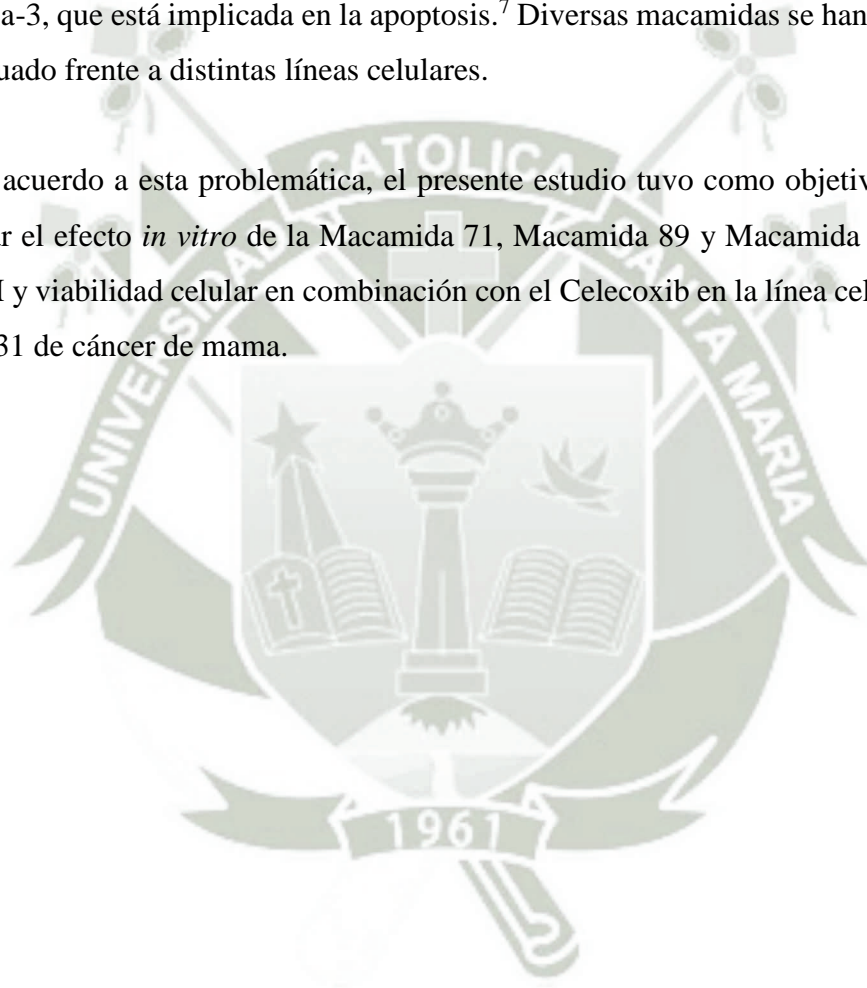 a-3, que está implicada en la apoptosis.⁷ Diversas macamidas se han
uado frente a distintas líneas celulares.
acuerdo a esta problemática, el presente estudio tuvo como objetiv
r el efecto in vitro de la Macamida 71, Macamida 89 y Macamida
I y viabilidad celular en combinación con el Celecoxib en la línea cel
31 de cáncer de mama.
UNIVERSIDAD CATOLICA SANTA MARIA
1961